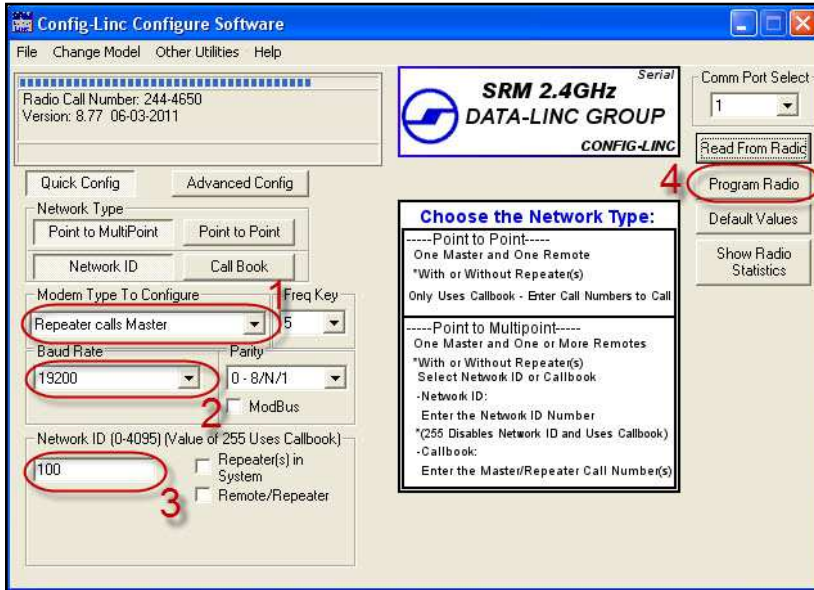 Config-Linc Configure Software
File Change Model Other Utilities Help
Radio Call Number: 244-4650
Version: 8.77 06-03-2011
Serial
SRM 2.4GHz
DATA-LINC GROUP
CONFIG-LINC
Comm Port Select
1
Read From Radio
4
Program Radio
Default Values
Show Radio
Statistics
Quick Config Advanced Config
Network Type
Point to MultiPoint Point to Point
Network ID Call Book
Modem Type To Configure
1
Freq Key
Repeater calls Master
5
Baud Rate
Parity
19200
0 - 8/N/1
2
ModBus
Network ID (0-4095) (Value of 255 Uses Callbook)
100
3
Repeater(s) in
System
Remote/Repeater
Choose the Network Type:
-----Point to Point-----
One Master and One Remote
*With or Without Repeater(s)
Only Uses Callbook - Enter Call Numbers to Call
-----Point to Multipoint-----
One Master and One or More Remotes
*With or Without Repeater(s)
Select Network ID or Callbook
-Network ID:
Enter the Network ID Number
*(255 Disables Network ID and Uses Callbook)
-Callbook:
Enter the Master/Repeater Call Number(s)